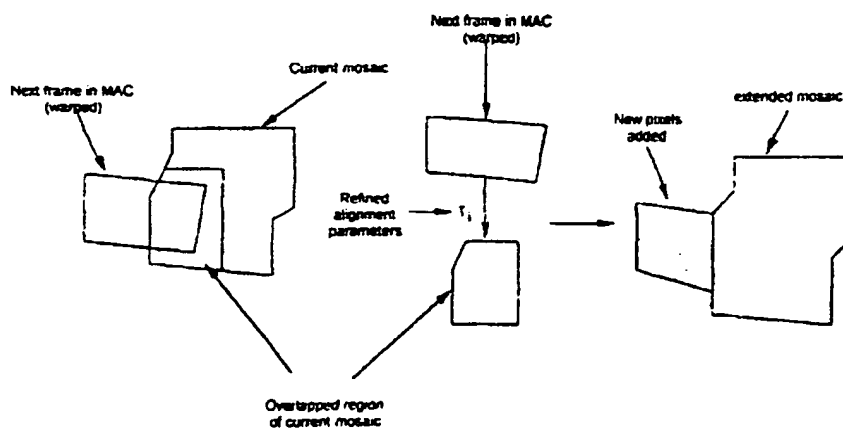 Next frame in MAC
(warped)
Current mosaic
Next frame in MAC
(warped)
extended mosaic
New pixels
added
Refined
alignment
parameters
T i
Overlapped region
of current mosaic